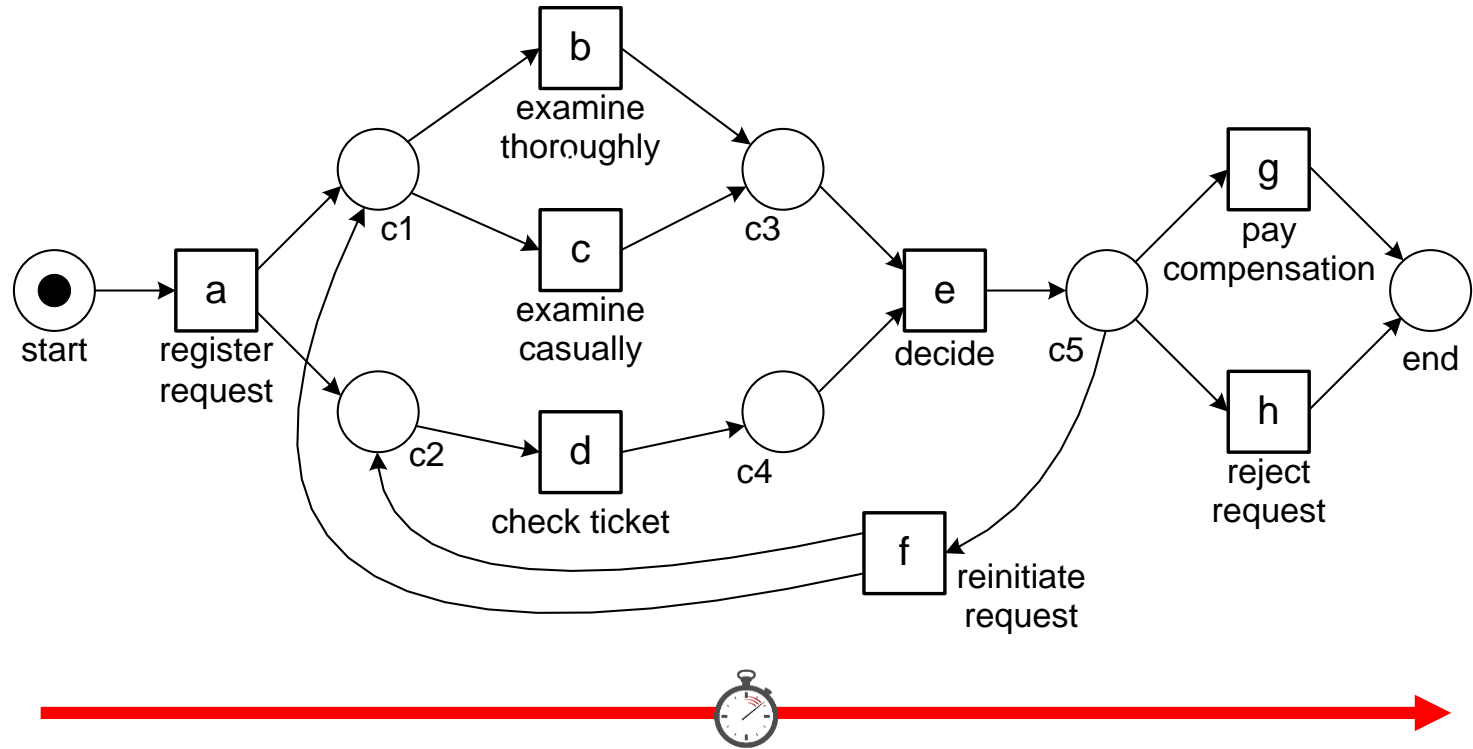 b
examine
thoroughly
c1
c3
g
pay
compensation
start
a
register
request
c
examine
casually
e
decide
c5
end
c2
d
check ticket
c4
h
reject
request
f
reinitiate
request